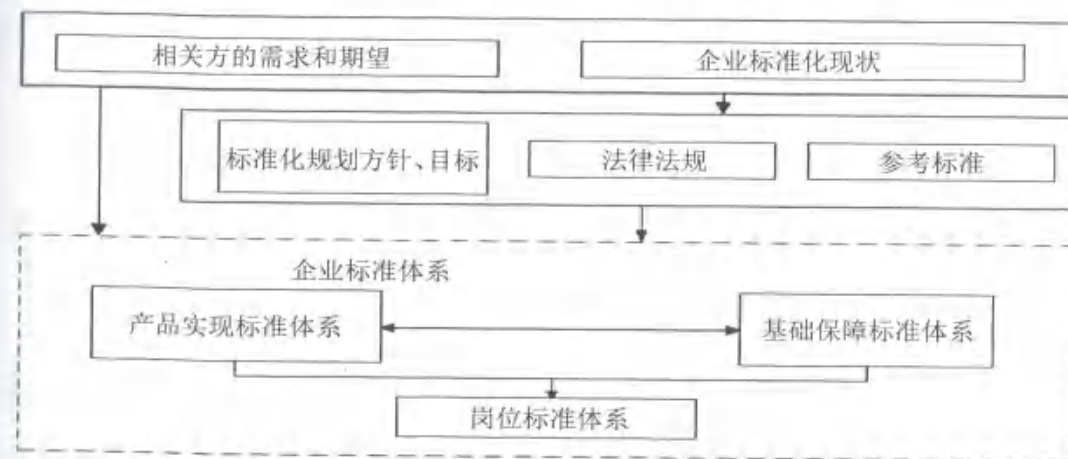 相关方的需求和期望
企业标准化现状
标准化规划方针、目标
法律法规
参考标准
企业标准体系
产品实现标准体系
基础保障标准体系
岗位标准体系